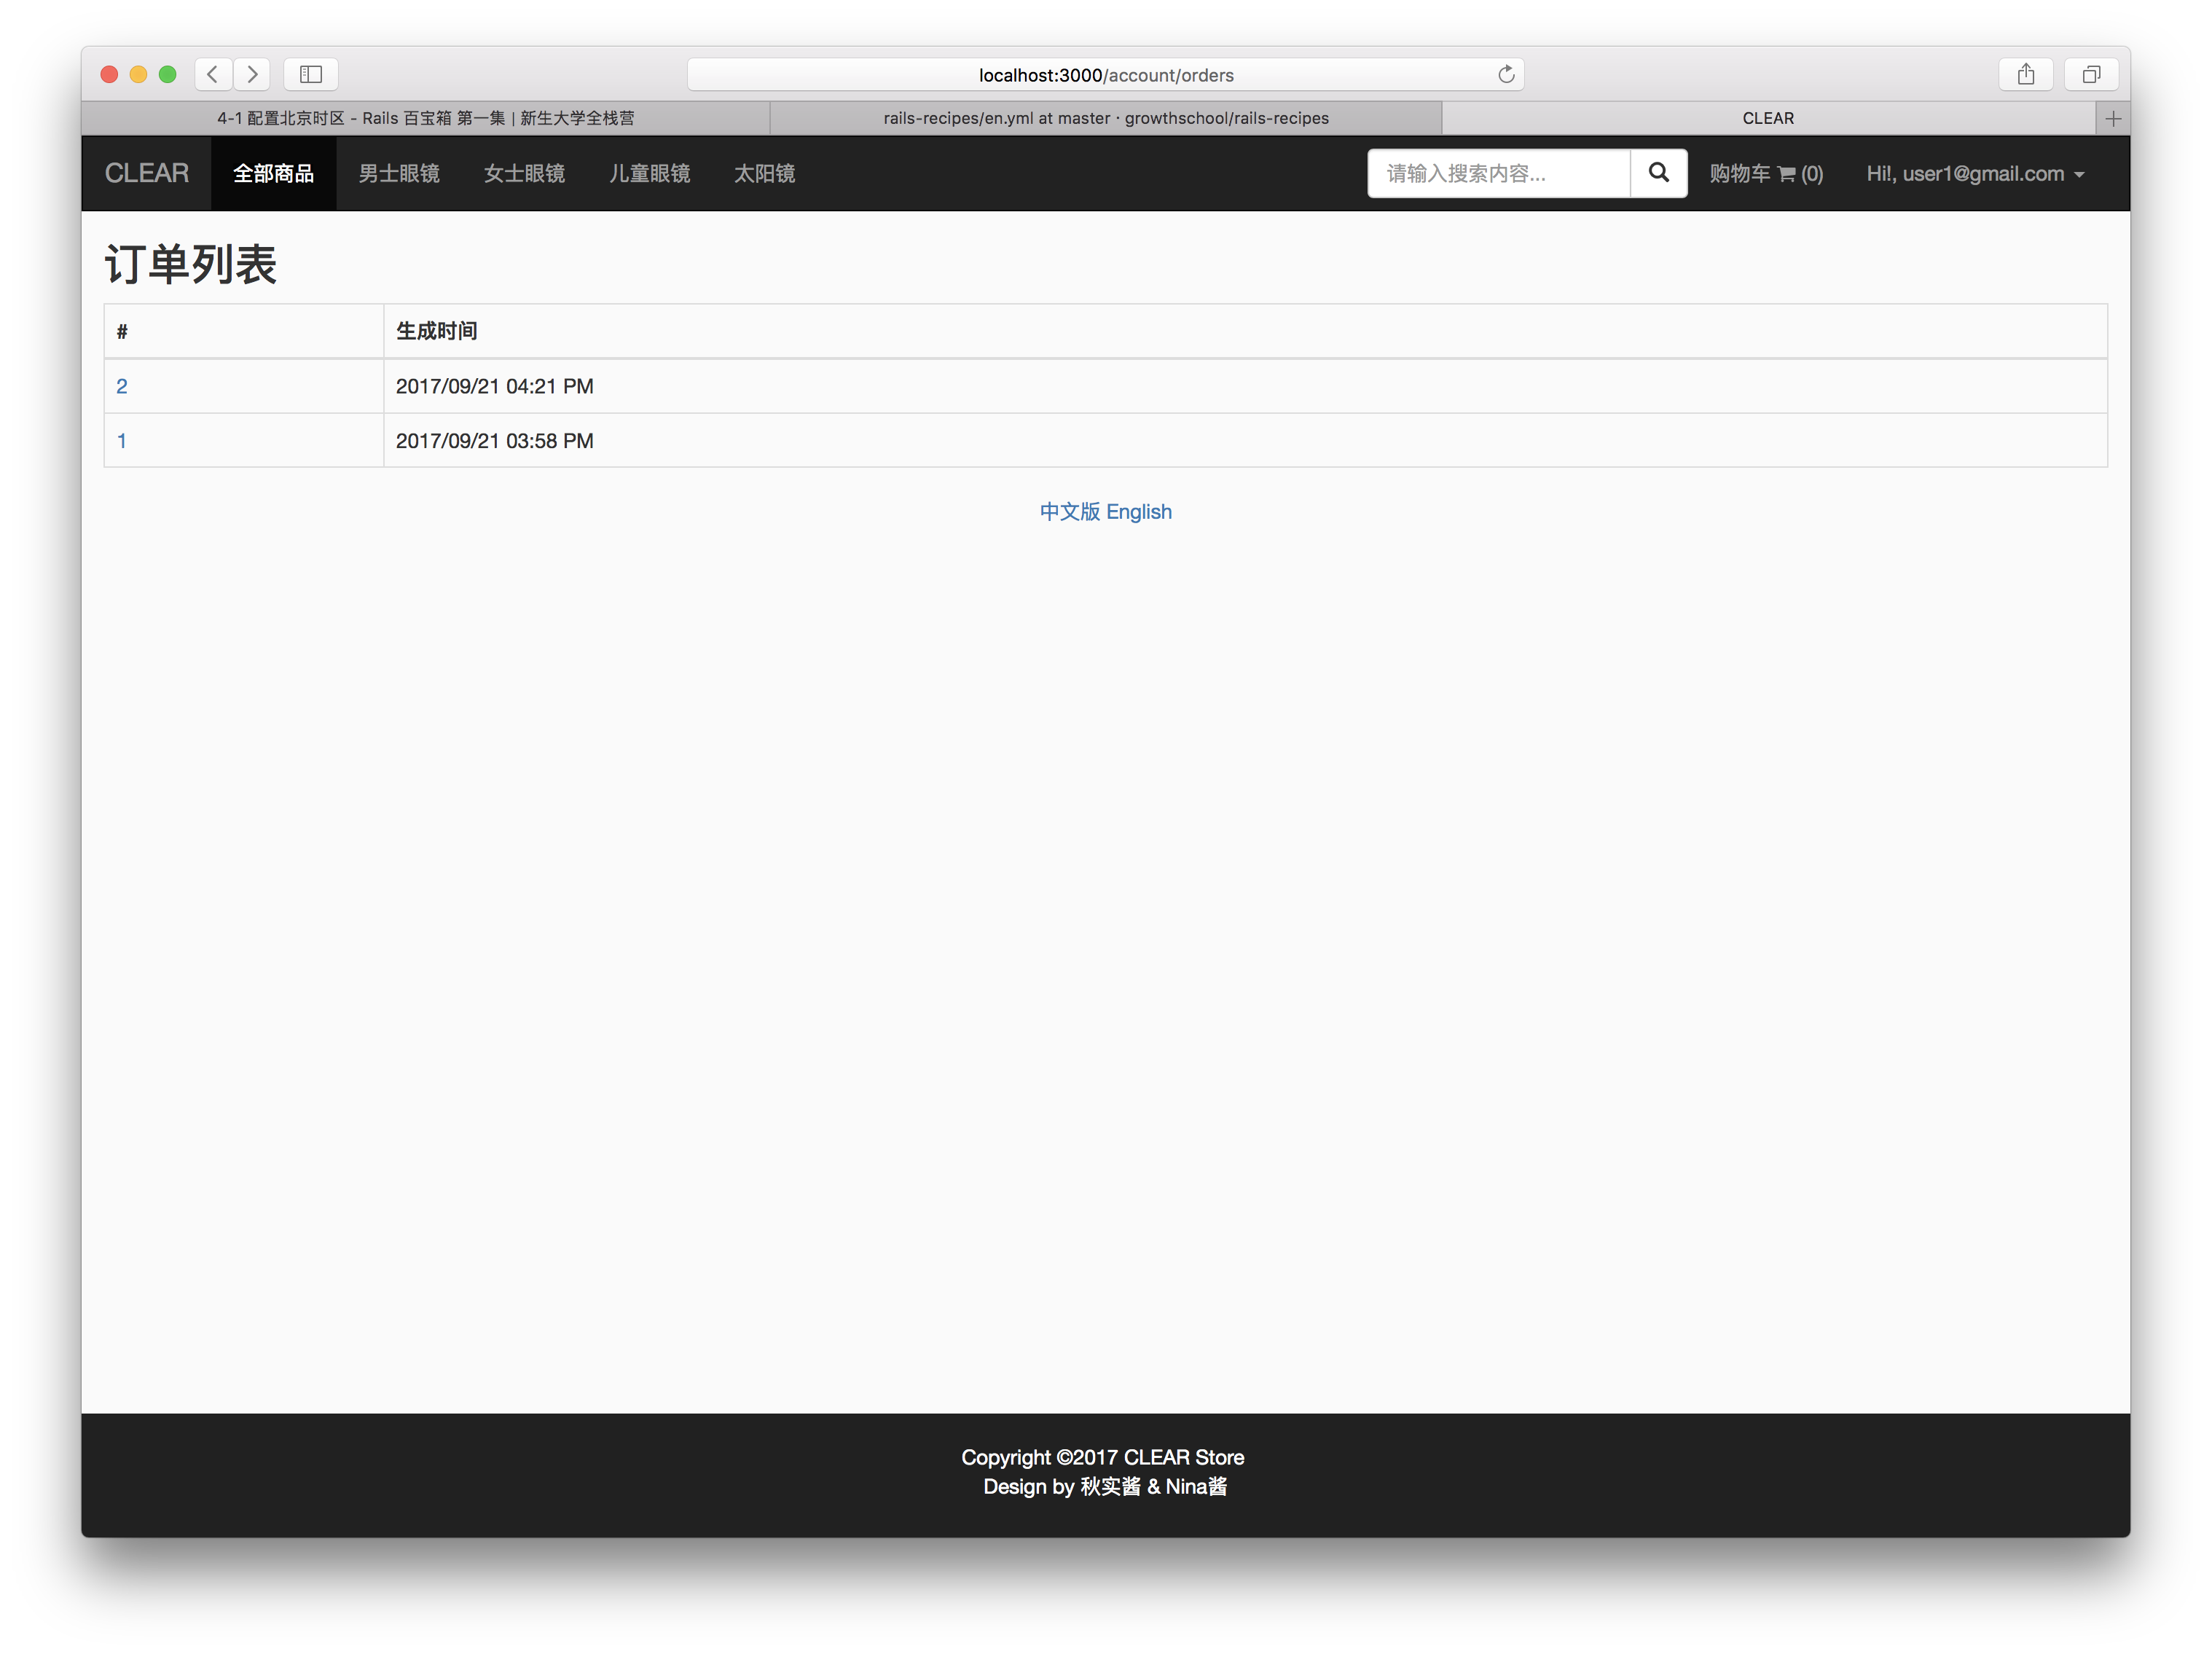 localhost:3000/account/orders
4-1 配置北京时区 - Rails 百宝箱 第一集 | 新生大学全栈营
rails-recipes/en.yml at master · growthschool/rails-recipes
CLEAR
CLEAR 全部商品 男士眼镜 女士眼镜 儿童眼镜 太阳镜 请输入搜索内容... 购物车 (0) Hi!, user1@gmail.com
订单列表
# 生成时间
2 2017/09/21 04:21 PM
1 2017/09/21 03:58 PM
中文版 English
Copyright ©2017 CLEAR Store
Design by 秋实酱 & Nina酱